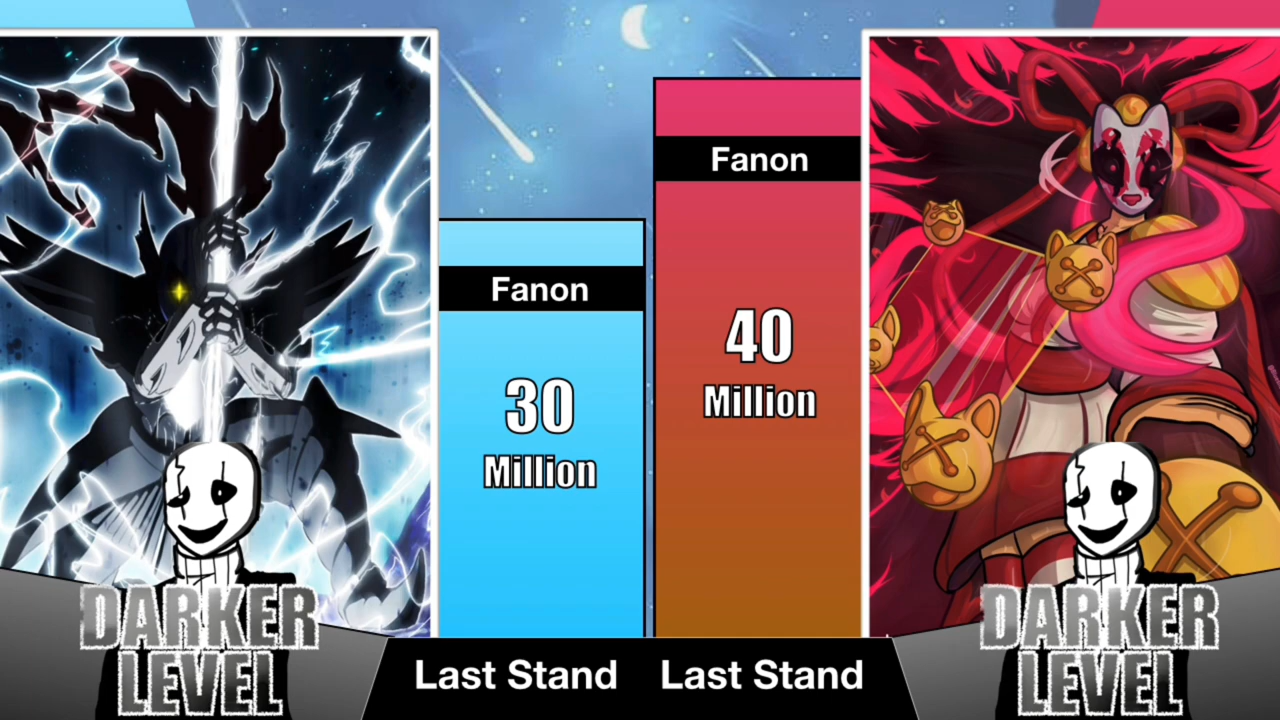 Fanon
30
Million
Fanon
40
Million
Last Stand
Last Stand
DARKER
LEVEL
DARKER
LEVEL